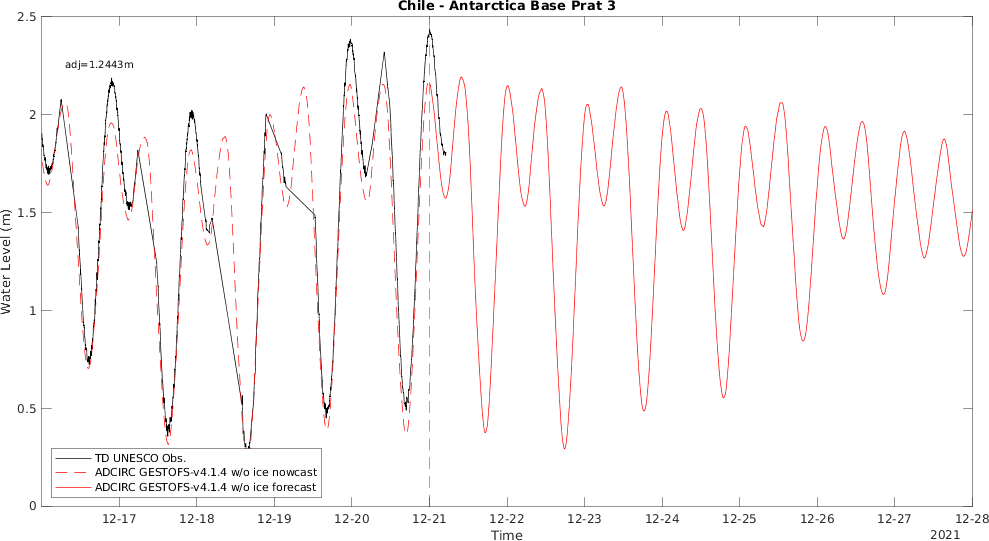 Chile - Antarctica Base Prat 3
2.5
2
1.5
1
0.5
0
Water Level (m)
adj=1.2443m
TD UNESCO Obs.
ADCIRC GESTOFS-v4.1.4 w/o ice nowcast
ADCIRC GESTOFS-v4.1.4 w/o ice forecast
12-17 12-18 12-19 12-20 12-21 12-22 12-23 12-24 12-25 12-26 12-27 12-28
Time
2021